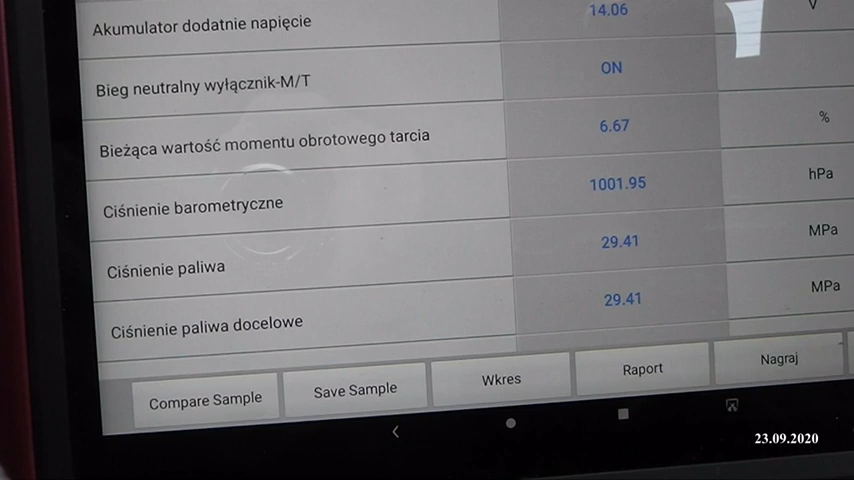 Akumulator dodatnie napięcie 14.06 V
Bieg neutralny wyłącznik-M/T ON
Bieżąca wartość momentu obrotowego tarcia 6.67 %
Ciśnienie barometryczne 1001.95 hPa
Ciśnienie paliwa 29.41 MPa
Ciśnienie paliwa docelowe 29.41 MPa
Compare Sample Save Sample Wkres Raport Nagraj
23.09.2020